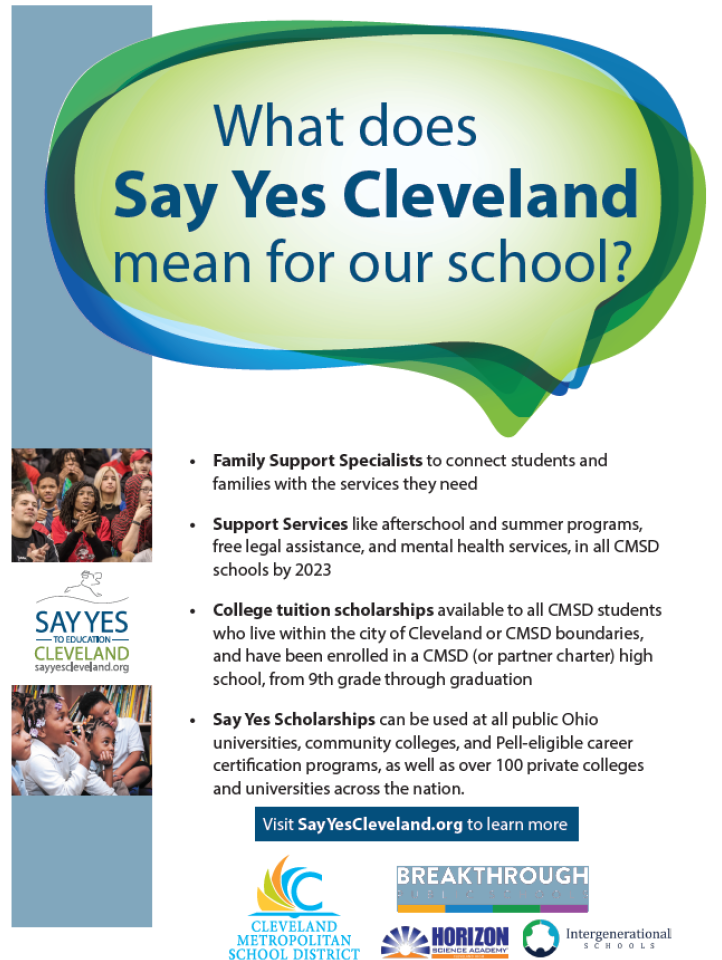 What does
Say Yes Cleveland
mean for our school?
• Family Support Specialists to connect students and
families with the services they need
• Support Services like afterschool and summer programs,
free legal assistance, and mental health services, in all CMSD
schools by 2023
• College tuition scholarships available to all CMSD students
who live within the city of Cleveland or CMSD boundaries,
and have been enrolled in a CMSD (or partner charter) high
school, from 9th grade through graduation
• Say Yes Scholarships can be used at all public Ohio
universities, community colleges, and Pell-eligible career
certification programs, as well as over 100 private colleges
and universities across the nation.
SAY YES
TO EDUCATION
CLEVELAND
sayyescleveland.org
Visit SayYesCleveland.org to learn more
CLEVELAND
METROPOLITAN
SCHOOL DISTRICT
BREAKTHROUGH
HORIZON
SCIENCE ACADEMY
Intergenerational
SCHOOLS